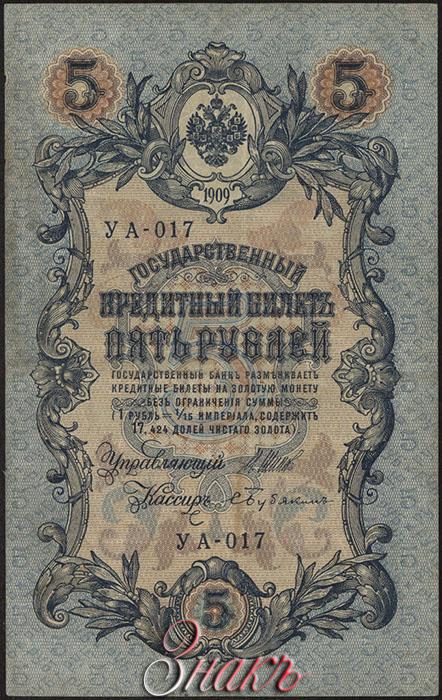 5 5
1909
УА-017
ГОСУДАРСТВЕННЫЙ
КРЕДИТНЫЙ БИЛЕТЪ
ПЯТЬ РУБЛЕЙ
ГОСУДАРСТВЕННЫЙ БАНКЪ РАЗМѢНИВАЕТЪ
КРЕДИТНЫЕ БИЛЕТЫ НА ЗОЛОТУЮ МОНЕТУ
БЕЗЪ ОГРАНИЧЕНІЯ СУММЫ
(1 РУБЛЬ = 1/15 ИМПЕРІАЛА, СОДЕРЖИТЪ
17,424 ДОЛЕЙ ЧИСТАГО ЗОЛОТА).
Управляющій
Кассиръ С Бубякинъ
УА-017
5
Знакъ